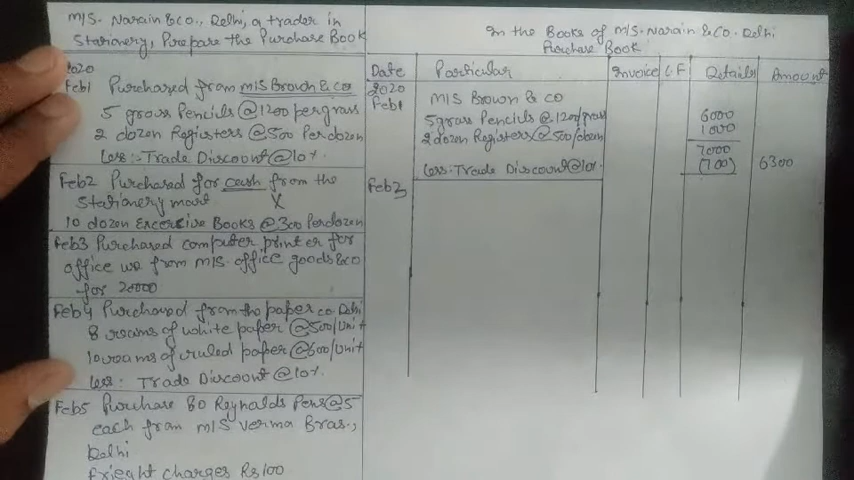 M/S. Narain & Co., Delhi, a trader in
Stationery, Prepare the Purchase Book
2020
Feb1 Purchased from M/S Brown & Co
5 gross Pencils @ 1200 per gross
2 dozen Registers @ 500 Per dozen
Less:- Trade Discount @ 10%
Feb2 Purchased for cash from the
Stationery mart X
10 dozen Excercise Books @ 300 Per dozen
Feb3 Purchased computer printer for
office use from M/S. office goods & co
for 20000
Feb4 Purchased from the paper co. Delhi
8 reams of white paper @ 500/Unit
10 reams of ruled paper @ 600/Unit
Less: Trade Discount @ 10%
Feb5 Purchase 80 Reynolds Pens @ 5
each from M/S Verma Bros.,
Delhi
frieght charges Rs 100
In the Books of M/S. Narain & Co. Delhi
Purchase Book
Date Particular Invoice L.F Details Amount
2020
Feb1 M/S Brown & Co
5 gross Pencils @ 1200/gross 6000
2 dozen Registers @ 500/dozen 1000
7000
Less: Trade Discount @ 10% (700) 6300
Feb2